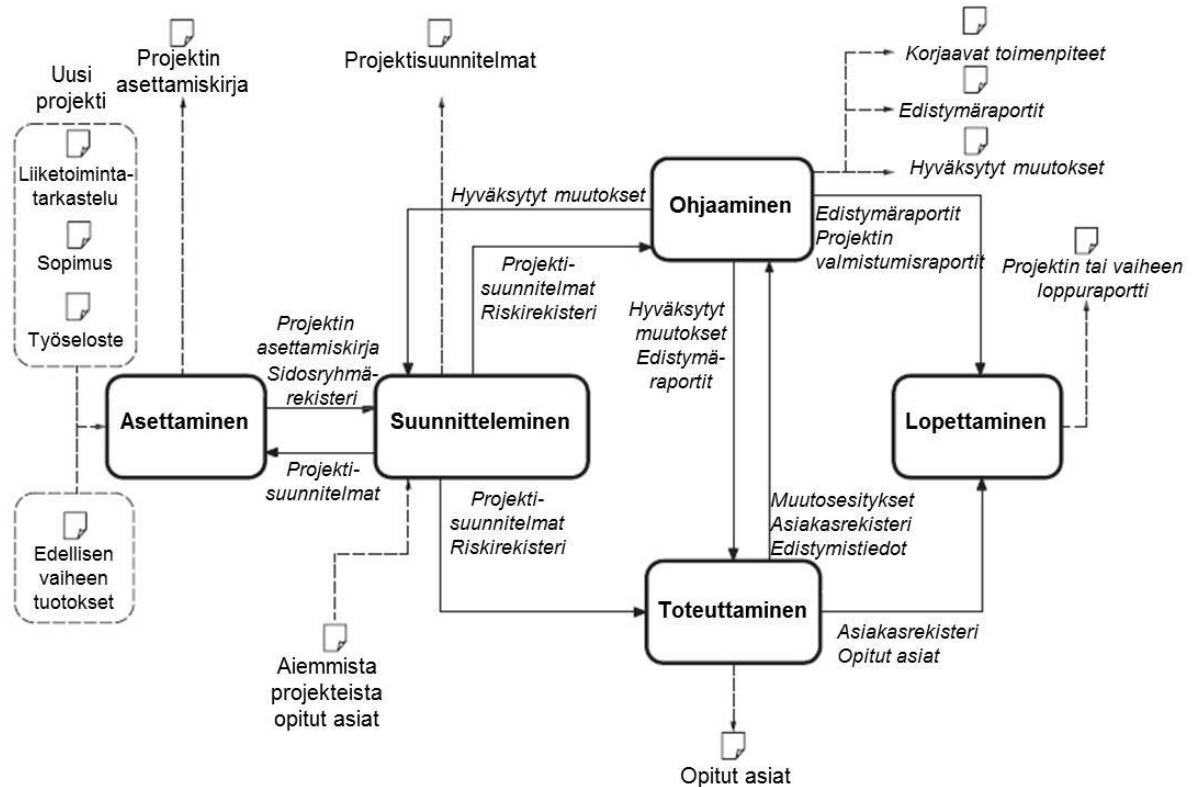 Projektin
asettamiskirja
Projektisuunnitelmat
Korjaavat toimenpiteet
Edistymäraportit
Hyväksytyt muutokset
Uusi
projekti
Liiketoiminta-
tarkastelu
Sopimus
Työseloste
Hyväksytyt muutokset
Ohjaaminen
Edistymäraportit
Projektin
valmistumisraportit
Projektin tai vaiheen
loppuraportti
Projekti-
suunnitelmat
Riskirekisteri
Hyväksytyt
muutokset
Edistymä-
raportit
Projektin
asettamiskirja
Sidosryhmä-
rekisteri
Asettaminen
Suunnitteleminen
Lopettaminen
Projekti-
suunnitelmat
Projekti-
suunnitelmat
Riskirekisteri
Muutosesitykset
Asiakasrekisteri
Edistymistiedot
Edellisen
vaiheen
tuotokset
Toteuttaminen
Asiakasrekisteri
Opitut asiat
Aiemmista
projekteista
opitut asiat
Opitut asiat